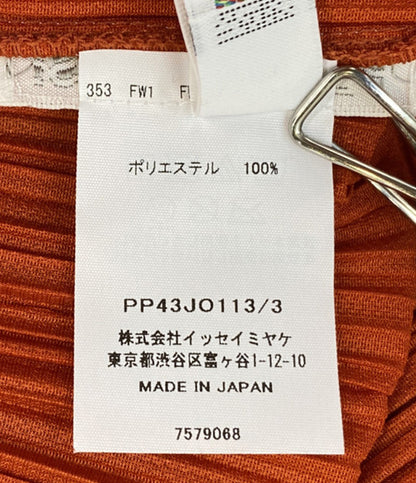 353 FW1
ポリエステル 100%
PP43JO113/3
株式会社イッセイミヤケ
東京都渋谷区富ヶ谷1-12-10
MADE IN JAPAN
7579068